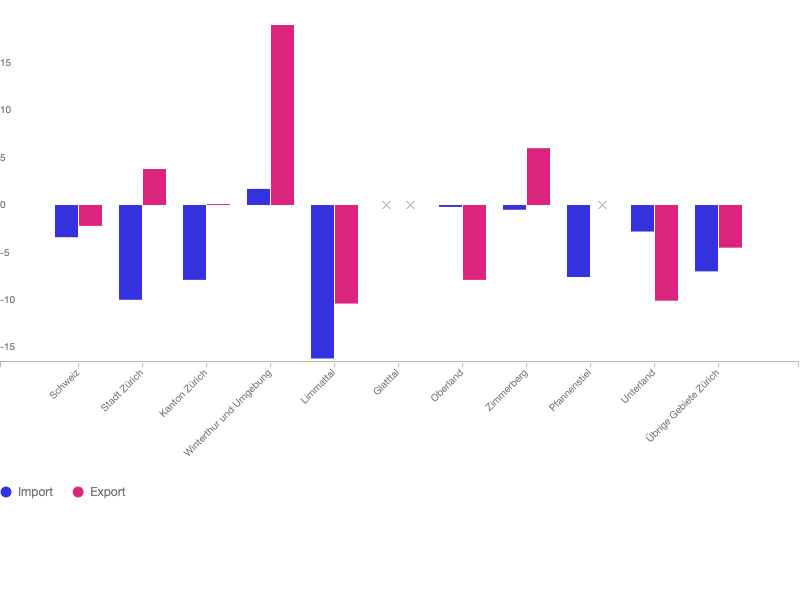 15
10
5
0
-5
-10
-15
Schweiz
Stadt Zürich
Kanton Zürich
Winterthur und Umgebung
Limmattal
Glatttal
Oberland
Zimmerberg
Pfannenstiel
Unterland
Übrige Gebiete Zürich
Import
Export